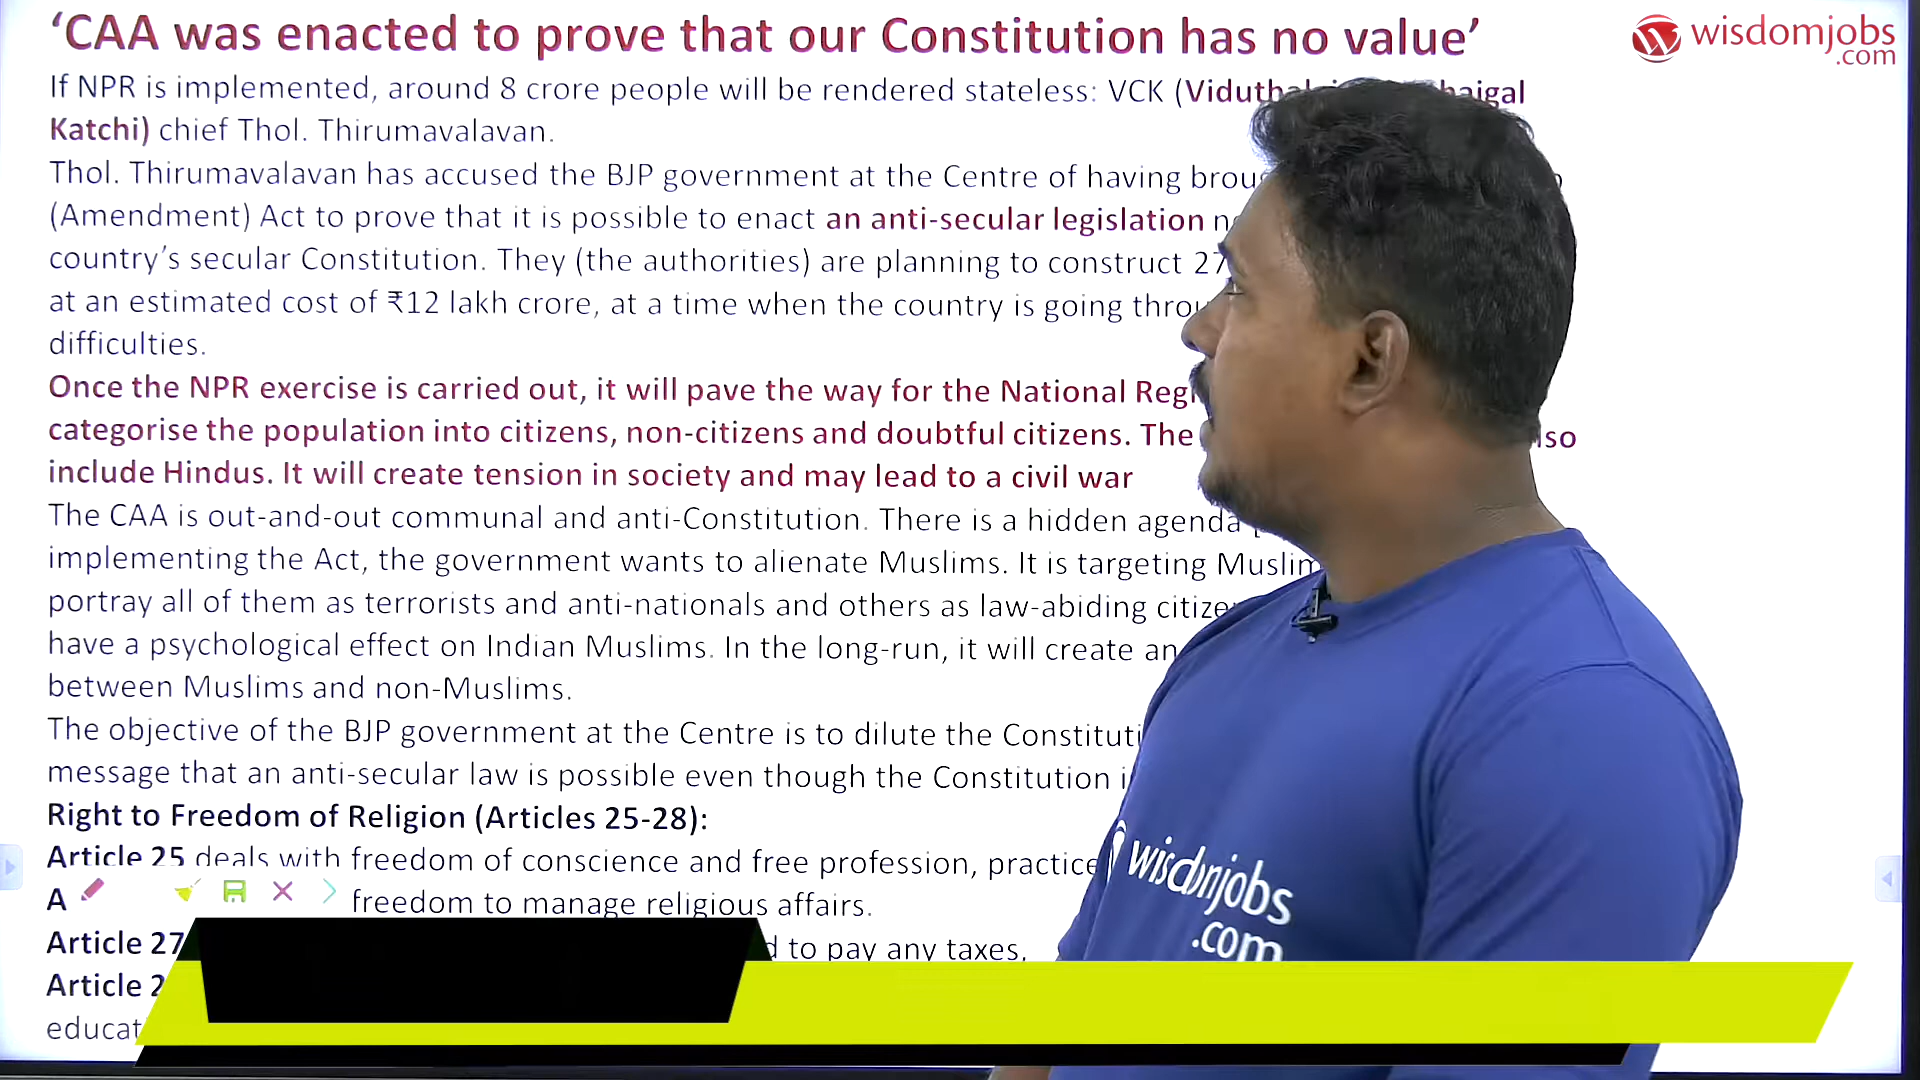 ‘CAA was enacted to prove that our Constitution has no value’
wisdomjobs
.com
If NPR is implemented, around 8 crore people will be rendered stateless: VCK (
Katchi) chief Thol. Thirumavalavan.
Thol. Thirumavalavan has accused the BJP government at the Centre of having
(Amendment) Act to prove that it is possible to enact an anti-secular legislation
country’s secular Constitution. They (the authorities) are planning to construct
at an estimated cost of ₹12 lakh crore, at a time when the country is going
difficulties.
Once the NPR exercise is carried out, it will pave the way for the National
categorise the population into citizens, non-citizens and doubtful citizens. The
include Hindus. It will create tension in society and may lead to a civil war
The CAA is out-and-out communal and anti-Constitution. There is a hidden agenda
implementing the Act, the government wants to alienate Muslims. It is targeting
portray all of them as terrorists and anti-nationals and others as law-abiding
have a psychological effect on Indian Muslims. In the long-run, it will create an
between Muslims and non-Muslims.
The objective of the BJP government at the Centre is to dilute the
message that an anti-secular law is possible even though the Constitution
Right to Freedom of Religion (Articles 25-28):
Article 25 deals with freedom of conscience and free profession, practice
freedom to manage religious affairs.
Article 27 to pay any taxes,
Article
wisdomjobs
.com